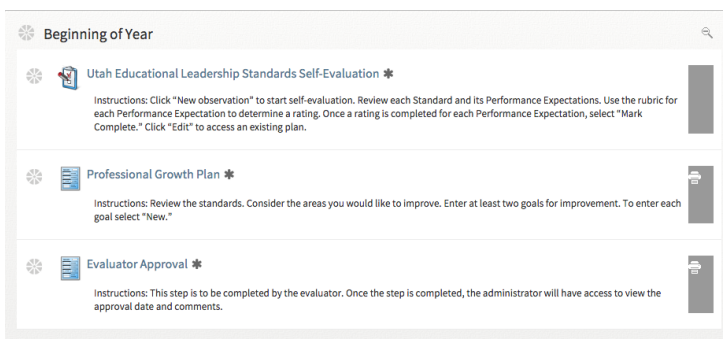 Beginning of Year
Utah Educational Leadership Standards Self-Evaluation ✱
Instructions: Click "New observation" to start self-evaluation. Review each Standard and its Performance Expectations. Use the rubric for
each Performance Expectation to determine a rating. Once a rating is completed for each Performance Expectation, select "Mark
Complete." Click "Edit" to access an existing plan.
Professional Growth Plan ✱
Instructions: Review the standards. Consider the areas you would like to improve. Enter at least two goals for improvement. To enter each
goal select "New."
Evaluator Approval ✱
Instructions: This step is to be completed by the evaluator. Once the step is completed, the administrator will have access to view the
approval date and comments.